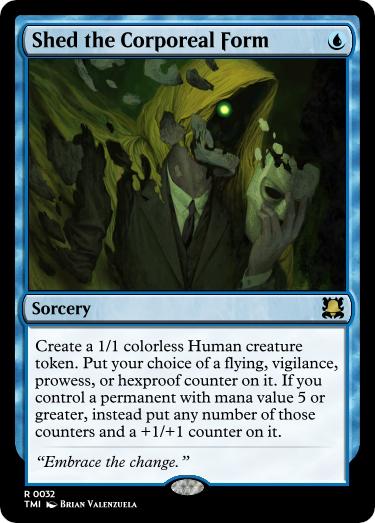 Shed the Corporeal Form
Sorcery
Create a 1/1 colorless Human creature
token. Put your choice of a flying, vigilance,
prowess, or hexproof counter on it. If you
control a permanent with mana value 5 or
greater, instead put any number of those
counters and a +1/+1 counter on it.
“Embrace the change.”
R 0032
TMI Brian Valenzuela